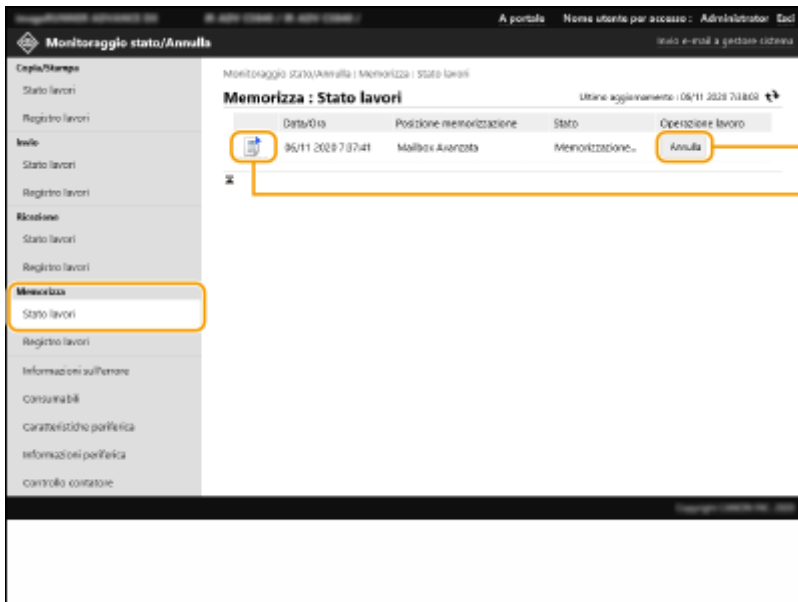 A portale Nome utente per accesso : Administrator Esci
Monitoraggio stato/Annulla
Invio e-mail a gestore sistema
Copia/Stampa
Stato lavori
Registro lavori
Invio
Stato lavori
Registro lavori
Ricezione
Stato lavori
Registro lavori
Memorizza
Stato lavori
Registro lavori
Informazioni sull'errore
Consumabili
Caratteristiche periferica
Informazioni periferica
Controllo contatore
Monitoraggio stato/Annulla : Memorizza : Stato lavori
Memorizza : Stato lavori
Ultimo aggiornamento : 06/11 2020
Data/Ora Posizione memorizzazione Stato Operazione lavoro
06/11 2020 7:37:41 Mailbox Avanzata Memorizzazione... Annulla